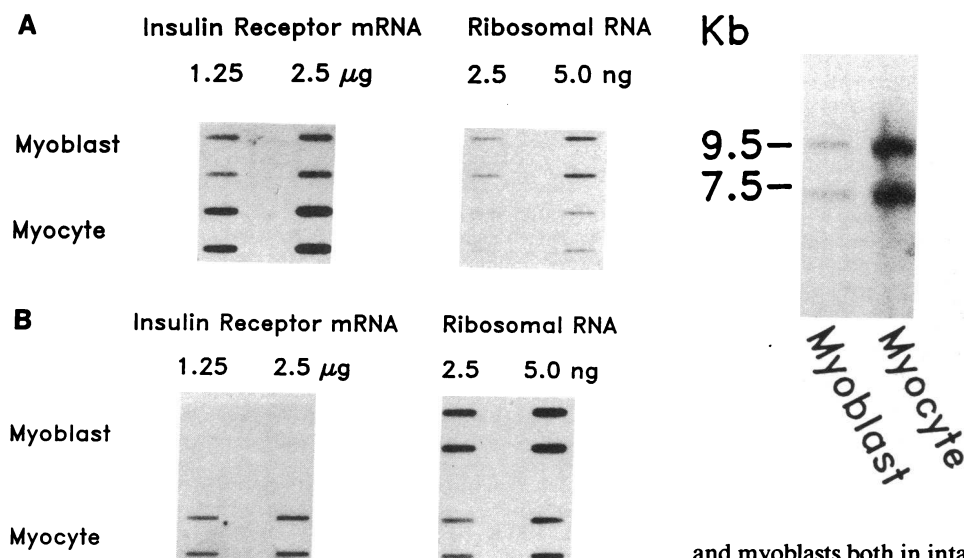 A
Insulin Receptor mRNA Ribosomal RNA
1.25 2.5 μg 2.5 5.0 ng
Myoblast
Myocyte
B
Insulin Receptor mRNA Ribosomal RNA
1.25 2.5 μg 2.5 5.0 ng
Myoblast
Myocyte
Kb
9.5–
7.5–
Myoblast
Myocyte
and myoblasts both in inta